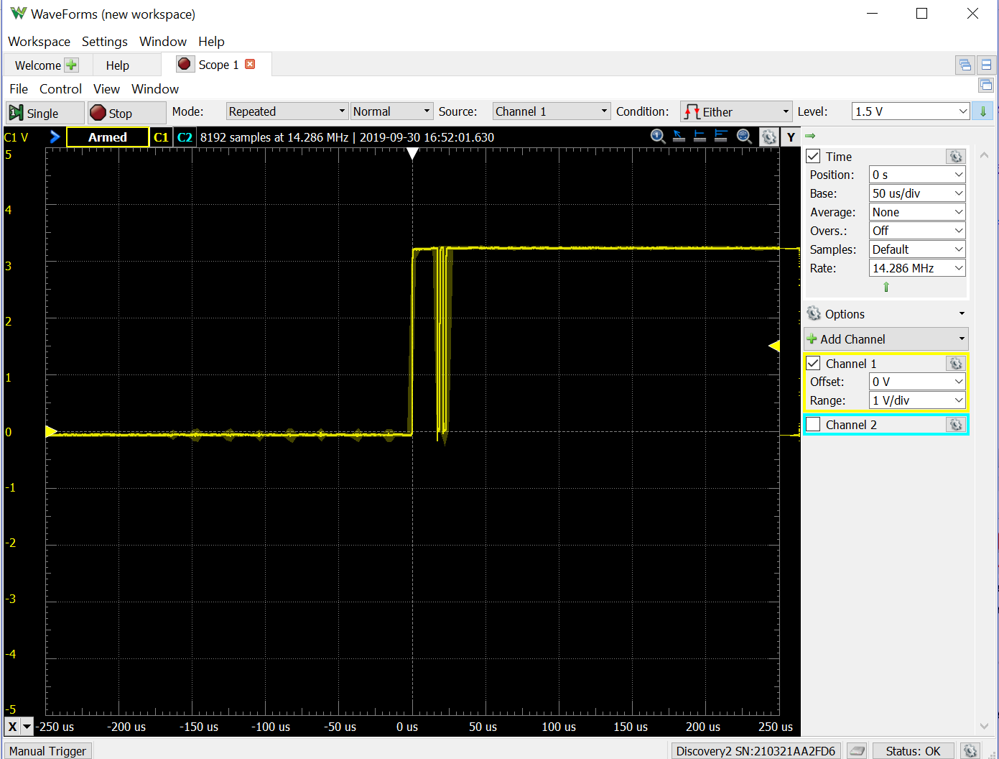 WaveForms (new workspace)
Workspace Settings Window Help
Welcome Help Scope 1
File Control View Window
Single Stop Mode: Repeated Normal Source: Channel 1 Condition: Either Level: 1.5 V
C1 V Armed C1 C2 8192 samples at 14.286 MHz | 2019-09-30 16:52:01.630 Y
5
4
3
2
1
0
-1
-2
-3
-4
-5
X -250 us -200 us -150 us -100 us -50 us 0 us 50 us 100 us 150 us 200 us 250 us
Time
Position: 0 s
Base: 50 us/div
Average: None
Overs.: Off
Samples: Default
Rate: 14.286 MHz
Options
Add Channel
Channel 1
Offset: 0 V
Range: 1 V/div
Channel 2
Manual Trigger Discovery2 SN:210321AA2FD6 Status: OK